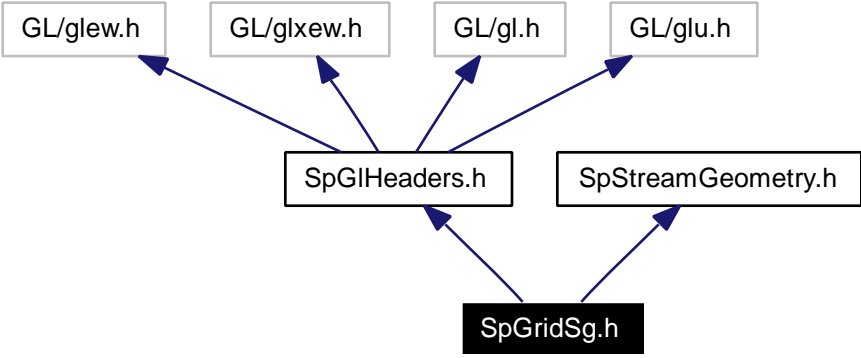 GL/glew.h
GL/glxew.h
GL/gl.h
GL/glu.h
SpGlHeaders.h
SpStreamGeometry.h
SpGridSg.h